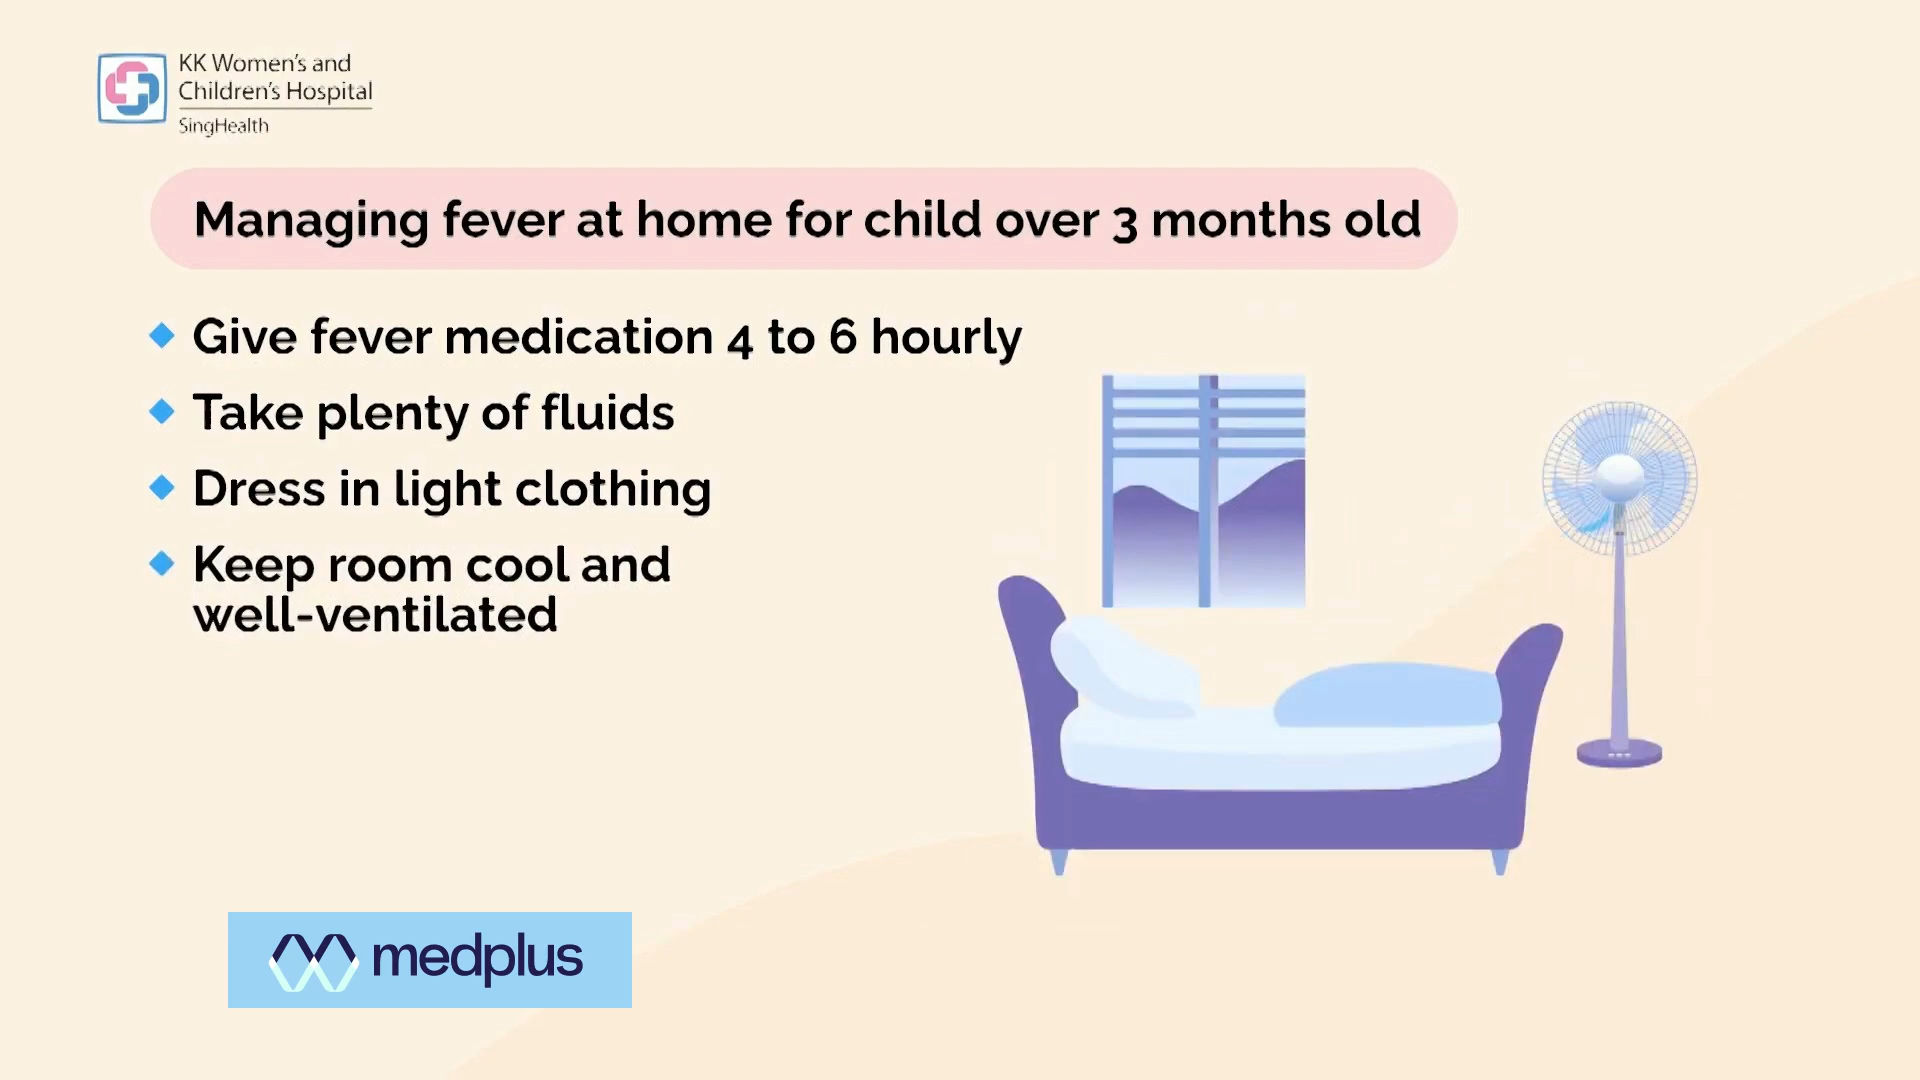 KK Women's and
Children's Hospital
SingHealth
Managing fever at home for child over 3 months old
Give fever medication 4 to 6 hourly
Take plenty of fluids
Dress in light clothing
Keep room cool and
well-ventilated
medplus